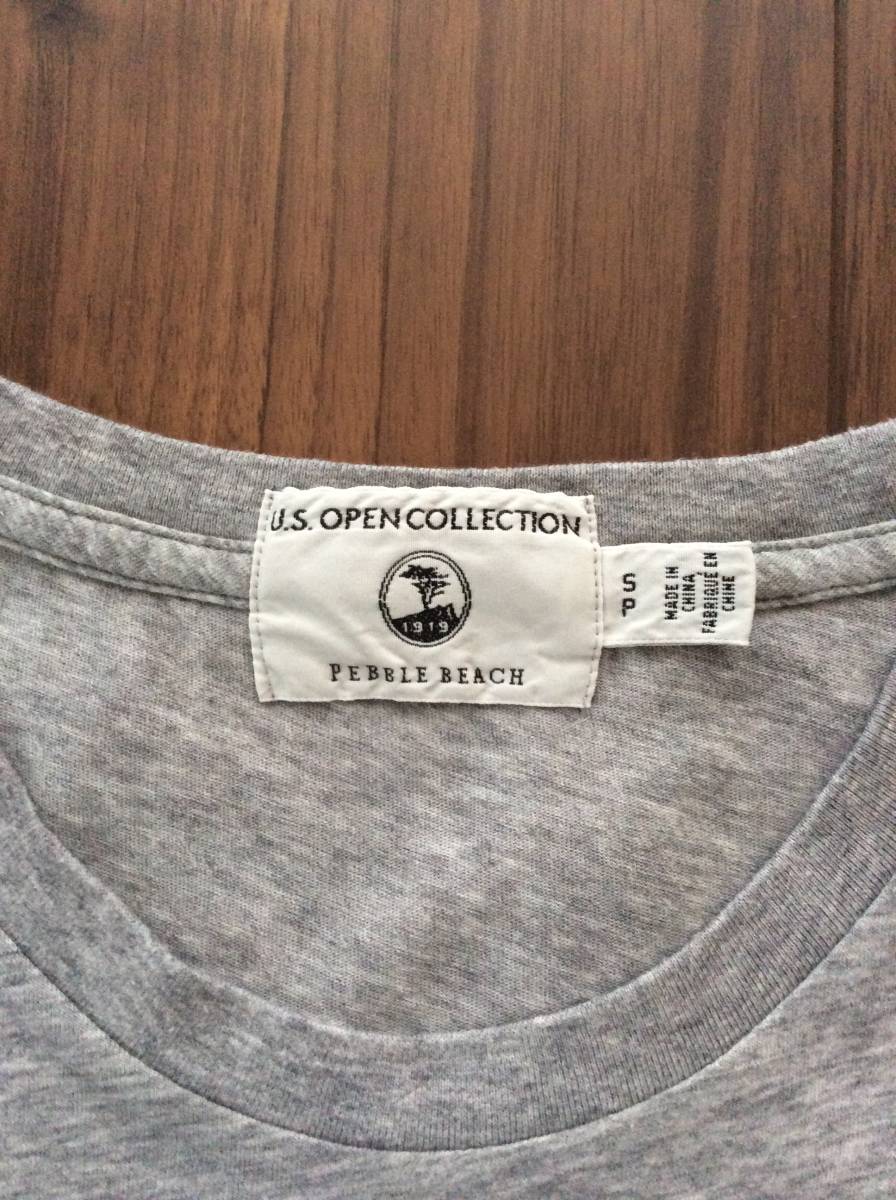 U.S. OPEN COLLECTION
1919
PEBBLE BEACH
S
P
MADE IN
CHINA
FABRIQUÉ EN
CHINE